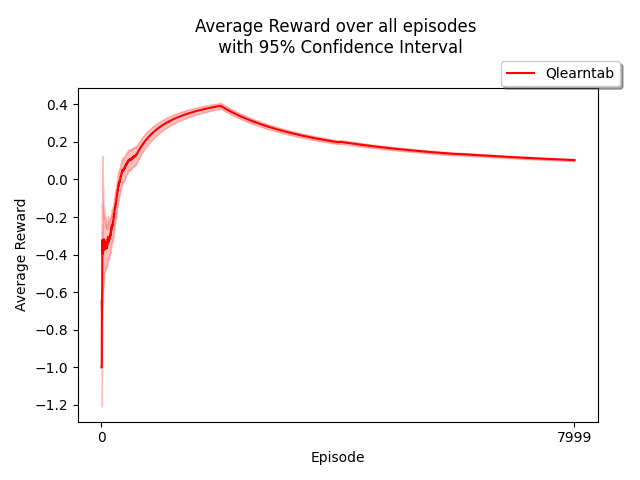 Average Reward over all episodes
with 95% Confidence Interval
Qlearntab
0.4
0.2
0.0
−0.2
−0.4
−0.6
−0.8
−1.0
−1.2
Average Reward
0
7999
Episode